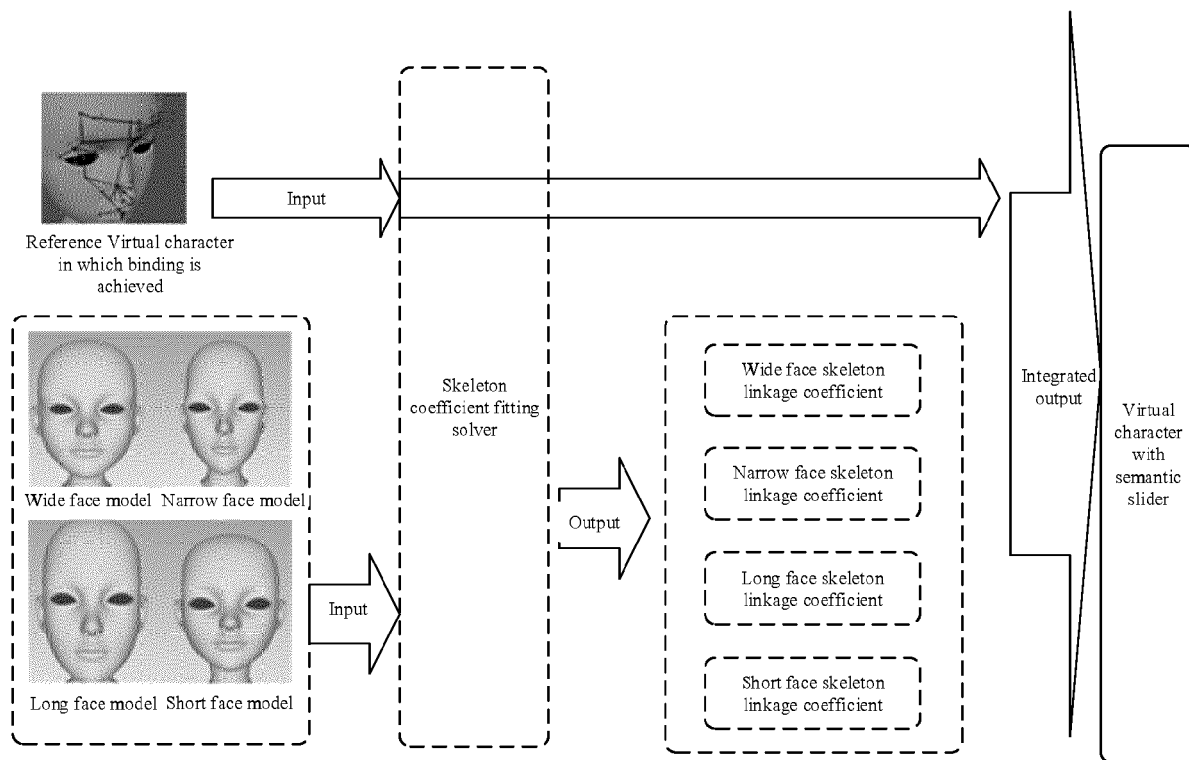 Input
Reference Virtual character
in which binding is
achieved
Wide face model
Narrow face model
Long face model
Short face model
Input
Skeleton
coefficient fitting
solver
Output
Wide face skeleton
linkage coefficient
Narrow face skeleton
linkage coefficient
Long face skeleton
linkage coefficient
Short face skeleton
linkage coefficient
Integrated
output
Virtual
character
with
semantic
slider